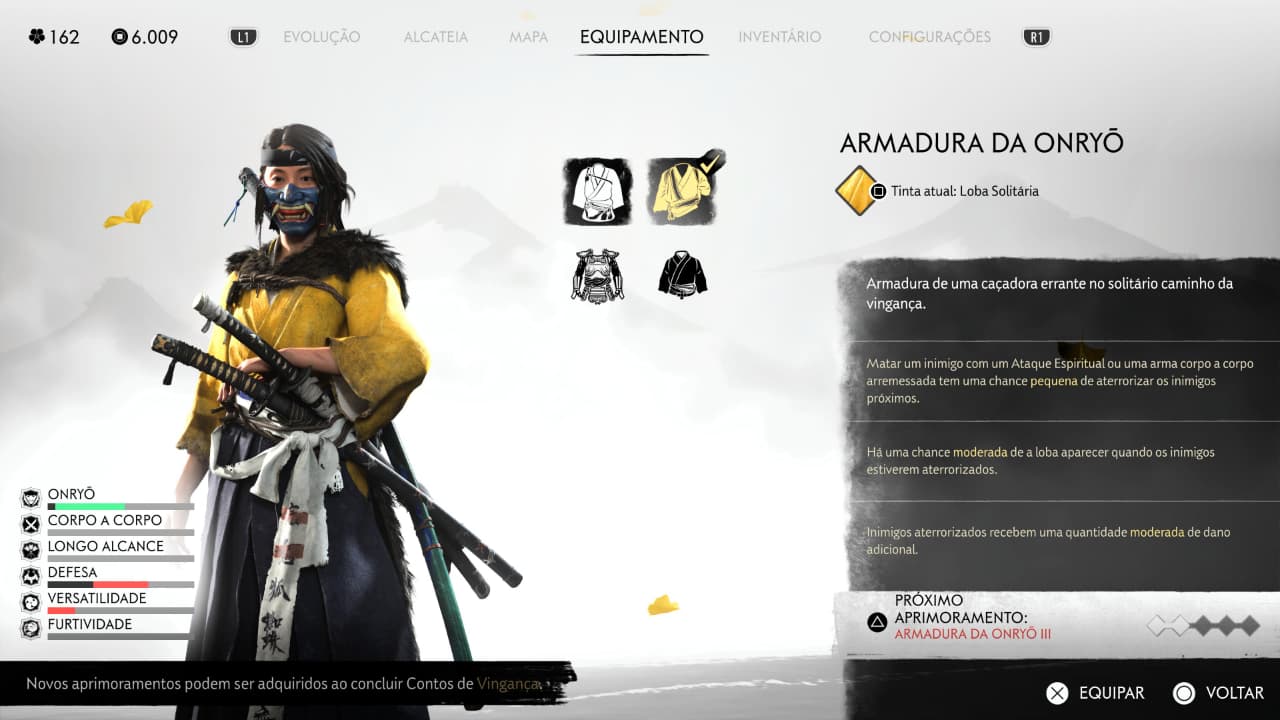 162
6.009
L1
EVOLUÇÃO
ALCATEIA
MAPA
EQUIPAMENTO
INVENTÁRIO
CONFIGURAÇÕES
R1
ARMADURA DA ONRYŌ
Tinta atual: Loba Solitária
Armadura de uma caçadora errante no solitário caminho da
vingança.
Matar um inimigo com um Ataque Espiritual ou uma arma corpo a corpo
arremessada tem uma chance pequena de aterrorizar os inimigos
próximos.
Há uma chance moderada de a loba aparecer quando os inimigos
estiverem aterrorizados.
Inimigos aterrorizados recebem uma quantidade moderada de dano
adicional.
PRÓXIMO
APRIMORAMENTO:
ARMADURA DA ONRYŌ III
ONRYŌ
CORPO A CORPO
LONGO ALCANCE
DEFESA
VERSATILIDADE
FURTIVIDADE
狐
蜘蛛
Novos aprimoramentos podem ser adquiridos ao concluir Contos de Vingança.
EQUIPAR
VOLTAR